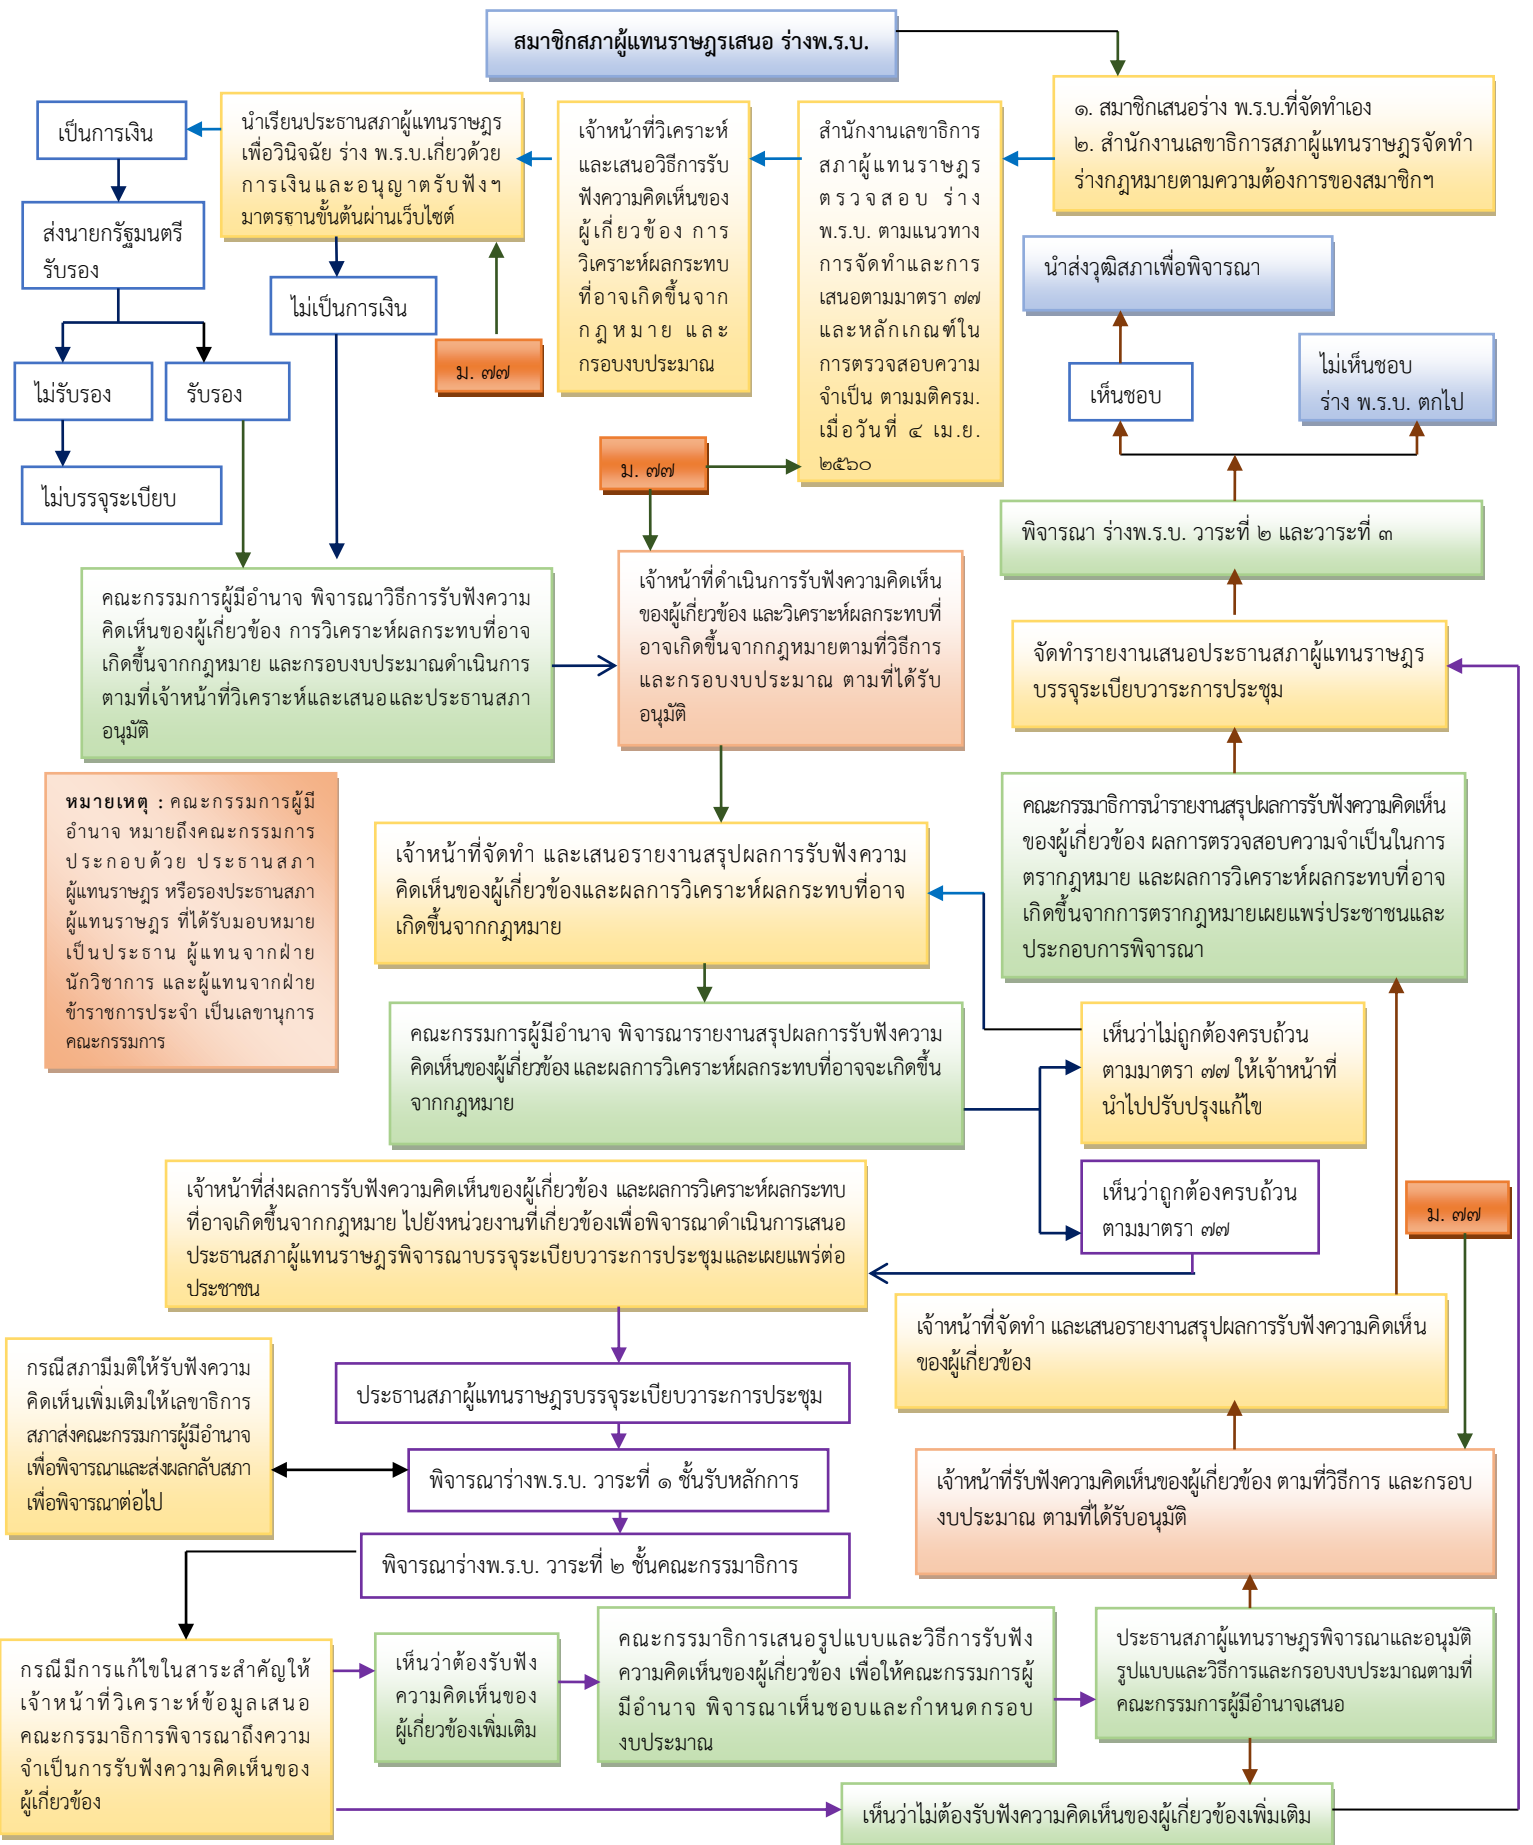 สมาชิกสภาผู้แทนราษฎรเสนอ ร่างพ.ร.บ.
๑. สมาชิกเสนอร่าง พ.ร.บ.ที่จัดทำเอง
๒. สำนักงานเลขาธิการสภาผู้แทนราษฎรจัดทำ
ร่างกฎหมายตามความต้องการของสมาชิกฯ
สำนักงานเลขาธิการ
สภาผู้แทนราษฎร
ตรวจสอบ ร่าง
พ.ร.บ. ตามแนวทาง
การจัดทำและการ
เสนอตามมาตรา ๗๗
และหลักเกณฑ์ใน
การตรวจสอบความ
จำเป็น ตามมติครม.
เมื่อวันที่ ๔ เม.ย.
๒๕๖๐
เจ้าหน้าที่วิเคราะห์
และเสนอวิธีการรับ
ฟังความคิดเห็นของ
ผู้เกี่ยวข้อง การ
วิเคราะห์ผลกระทบ
ที่อาจเกิดขึ้นจาก
กฎหมาย และ
กรอบงบประมาณ
นำเรียนประธานสภาผู้แทนราษฎร
เพื่อวินิจฉัย ร่าง พ.ร.บ.เกี่ยวด้วย
การเงินและอนุญาตรับฟังฯ
มาตรฐานขั้นต้นผ่านเว็บไซต์
เป็นการเงิน
ส่งนายกรัฐมนตรี
รับรอง
ไม่เป็นการเงิน
ม. ๗๗
ไม่รับรอง
รับรอง
ไม่บรรจุระเบียบ
ม. ๗๗
นำส่งวุฒิสภาเพื่อพิจารณา
เห็นชอบ
ไม่เห็นชอบ
ร่าง พ.ร.บ. ตกไป
พิจารณา ร่างพ.ร.บ. วาระที่ ๒ และวาระที่ ๓
คณะกรรมการผู้มีอำนาจ พิจารณาวิธีการรับฟังความ
คิดเห็นของผู้เกี่ยวข้อง การวิเคราะห์ผลกระทบที่อาจ
เกิดขึ้นจากกฎหมาย และกรอบงบประมาณดำเนินการ
ตามที่เจ้าหน้าที่วิเคราะห์และเสนอและประธานสภา
อนุมัติ
เจ้าหน้าที่ดำเนินการรับฟังความคิดเห็น
ของผู้เกี่ยวข้อง และวิเคราะห์ผลกระทบที่
อาจเกิดขึ้นจากกฎหมายตามที่วิธีการ
และกรอบงบประมาณ ตามที่ได้รับ
อนุมัติ
จัดทำรายงานเสนอประธานสภาผู้แทนราษฎร
บรรจุระเบียบวาระการประชุม
หมายเหตุ : คณะกรรมการผู้มี
อำนาจ หมายถึงคณะกรรมการ
ประกอบด้วย ประธานสภา
ผู้แทนราษฎร หรือรองประธานสภา
ผู้แทนราษฎร ที่ได้รับมอบหมาย
เป็นประธาน ผู้แทนจากฝ่าย
นักวิชาการ และผู้แทนจากฝ่าย
ข้าราชการประจำ เป็นเลขานุการ
คณะกรรมการ
เจ้าหน้าที่จัดทำ และเสนอรายงานสรุปผลการรับฟังความ
คิดเห็นของผู้เกี่ยวข้องและผลการวิเคราะห์ผลกระทบที่อาจ
เกิดขึ้นจากกฎหมาย
คณะกรรมาธิการนำรายงานสรุปผลการรับฟังความคิดเห็น
ของผู้เกี่ยวข้อง ผลการตรวจสอบความจำเป็นในการ
ตรากฎหมาย และผลการวิเคราะห์ผลกระทบที่อาจ
เกิดขึ้นจากการตรากฎหมายเผยแพร่ประชาชนและ
ประกอบการพิจารณา
คณะกรรมการผู้มีอำนาจ พิจารณารายงานสรุปผลการรับฟังความ
คิดเห็นของผู้เกี่ยวข้อง และผลการวิเคราะห์ผลกระทบที่อาจจะเกิดขึ้น
จากกฎหมาย
เห็นว่าไม่ถูกต้องครบถ้วน
ตามมาตรา ๗๗ ให้เจ้าหน้าที่
นำไปปรับปรุงแก้ไข
เห็นว่าถูกต้องครบถ้วน
ตามมาตรา ๗๗
ม. ๗๗
เจ้าหน้าที่ส่งผลการรับฟังความคิดเห็นของผู้เกี่ยวข้อง และผลการวิเคราะห์ผลกระทบ
ที่อาจเกิดขึ้นจากกฎหมาย ไปยังหน่วยงานที่เกี่ยวข้องเพื่อพิจารณาดำเนินการเสนอ
ประธานสภาผู้แทนราษฎรพิจารณาบรรจุระเบียบวาระการประชุมและเผยแพร่ต่อ
ประชาชน
เจ้าหน้าที่จัดทำ และเสนอรายงานสรุปผลการรับฟังความคิดเห็น
ของผู้เกี่ยวข้อง
กรณีสภามีมติให้รับฟังความ
คิดเห็นเพิ่มเติมให้เลขาธิการ
สภาส่งคณะกรรมการผู้มีอำนาจ
เพื่อพิจารณาและส่งผลกลับสภา
เพื่อพิจารณาต่อไป
ประธานสภาผู้แทนราษฎรบรรจุระเบียบวาระการประชุม
พิจารณาร่างพ.ร.บ. วาระที่ ๑ ชั้นรับหลักการ
พิจารณาร่างพ.ร.บ. วาระที่ ๒ ชั้นคณะกรรมาธิการ
เจ้าหน้าที่รับฟังความคิดเห็นของผู้เกี่ยวข้อง ตามที่วิธีการ และกรอบ
งบประมาณ ตามที่ได้รับอนุมัติ
กรณีมีการแก้ไขในสาระสำคัญให้
เจ้าหน้าที่วิเคราะห์ข้อมูลเสนอ
คณะกรรมาธิการพิจารณาถึงความ
จำเป็นการรับฟังความคิดเห็นของ
ผู้เกี่ยวข้อง
เห็นว่าต้องรับฟัง
ความคิดเห็นของ
ผู้เกี่ยวข้องเพิ่มเติม
คณะกรรมาธิการเสนอรูปแบบและวิธีการรับฟัง
ความคิดเห็นของผู้เกี่ยวข้อง เพื่อให้คณะกรรมการผู้
มีอำนาจ พิจารณาเห็นชอบและกำหนดกรอบ
งบประมาณ
ประธานสภาผู้แทนราษฎรพิจารณาและอนุมัติ
รูปแบบและวิธีการและกรอบงบประมาณตามที่
คณะกรรมการผู้มีอำนาจเสนอ
เห็นว่าไม่ต้องรับฟังความคิดเห็นของผู้เกี่ยวข้องเพิ่มเติม